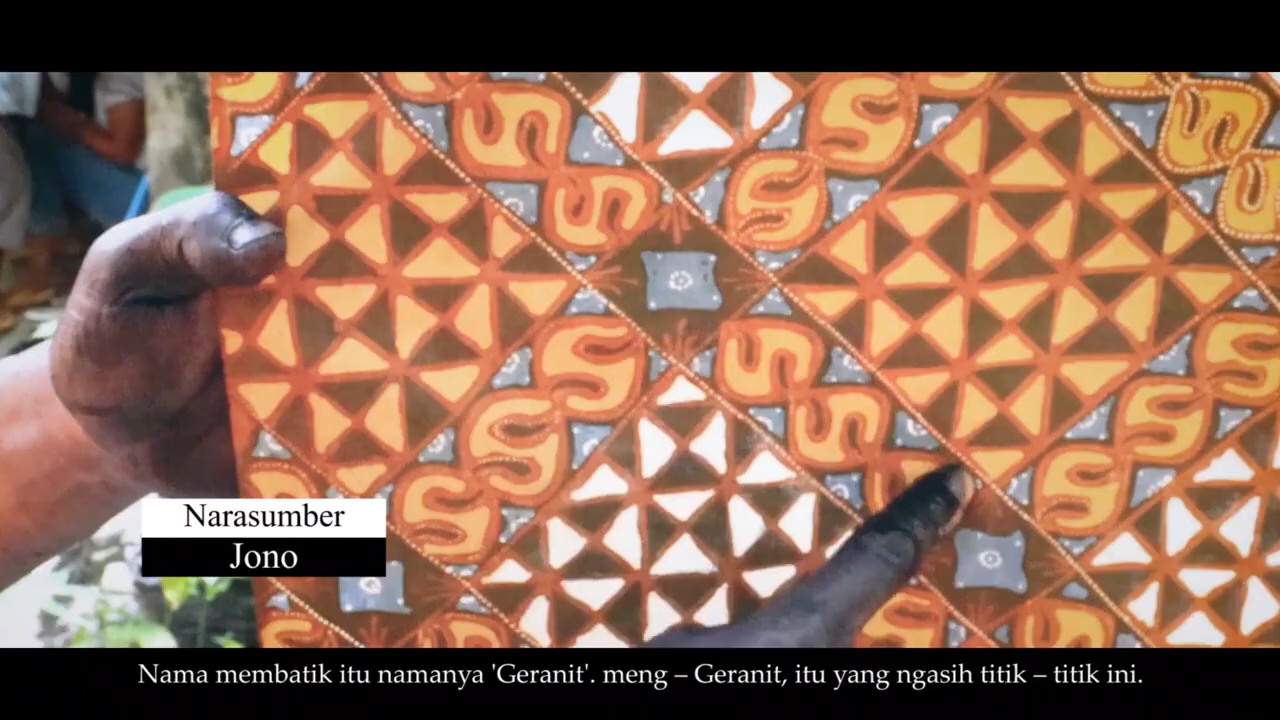 Narasumber
Jono
Nama membatik itu namanya 'Geranit'. meng – Geranit, itu yang ngasih titik – titik ini.